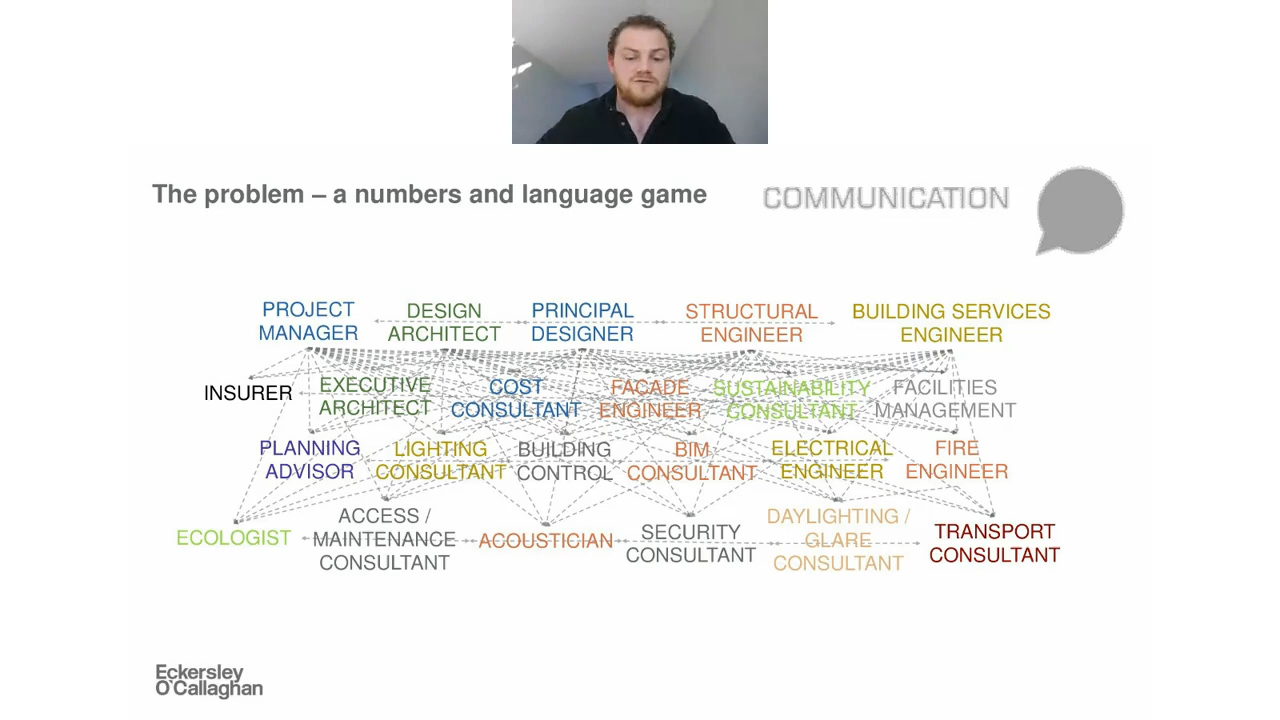 The problem – a numbers and language game
COMMUNICATION
PROJECT
MANAGER
DESIGN
ARCHITECT
PRINCIPAL
DESIGNER
STRUCTURAL
ENGINEER
BUILDING SERVICES
ENGINEER
INSURER
EXECUTIVE
ARCHITECT
COST
CONSULTANT
FACADE
ENGINEER
SUSTAINABILITY
CONSULTANT
FACILITIES
MANAGEMENT
PLANNING
ADVISOR
LIGHTING
CONSULTANT
BUILDING
CONTROL
BIM
CONSULTANT
ELECTRICAL
ENGINEER
FIRE
ENGINEER
ECOLOGIST
ACCESS /
MAINTENANCE
CONSULTANT
ACOUSTICIAN
SECURITY
CONSULTANT
DAYLIGHTING /
GLARE
CONSULTANT
TRANSPORT
CONSULTANT
Eckersley
O'Callaghan